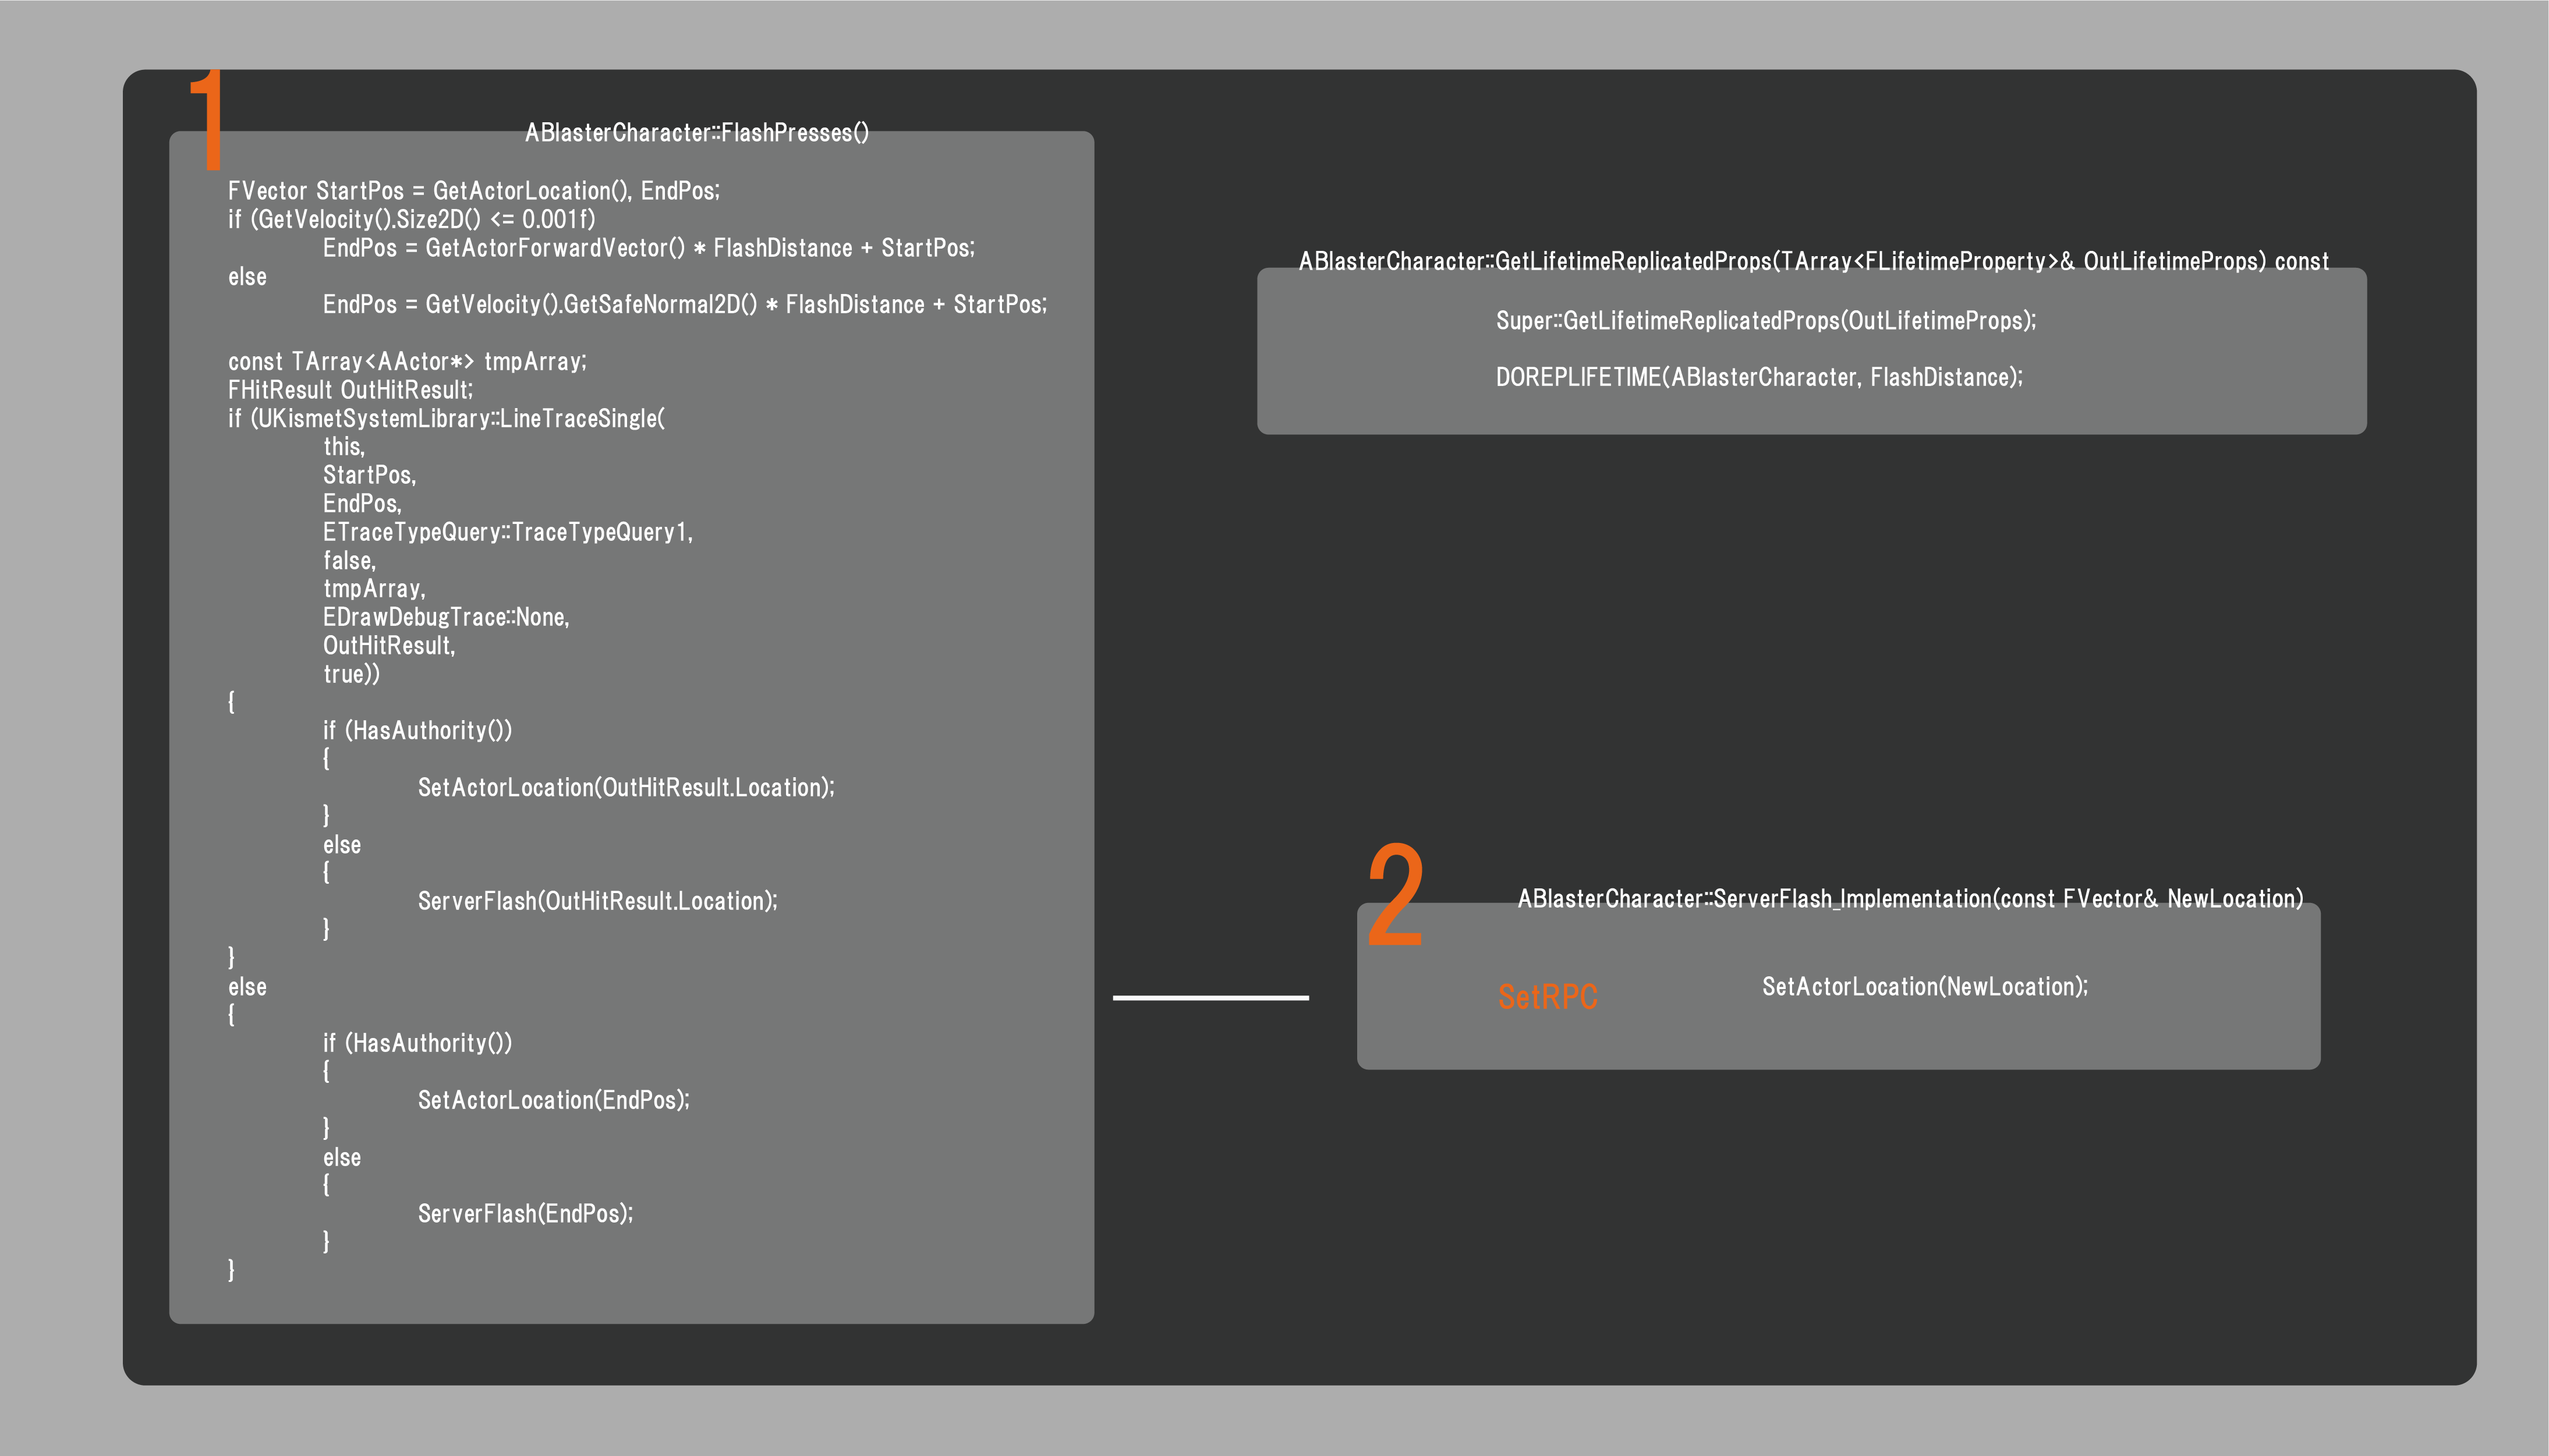 1
ABlasterCharacter::FlashPresses()
FVector StartPos = GetActorLocation(), EndPos;
if (GetVelocity().Size2D() <= 0.001f)
EndPos = GetActorForwardVector() * FlashDistance + StartPos;
else
EndPos = GetVelocity().GetSafeNormal2D() * FlashDistance + StartPos;
const TArray<AActor*> tmpArray;
FHitResult OutHitResult;
if (UKismetSystemLibrary::LineTraceSingle(
this,
StartPos,
EndPos,
ETraceTypeQuery::TraceTypeQuery1,
false,
tmpArray,
EDrawDebugTrace::None,
OutHitResult,
true))
{
if (HasAuthority())
{
SetActorLocation(OutHitResult.Location);
}
else
{
ServerFlash(OutHitResult.Location);
}
}
else
{
if (HasAuthority())
{
SetActorLocation(EndPos);
}
else
{
ServerFlash(EndPos);
}
}
ABlasterCharacter::GetLifetimeReplicatedProps(TArray<FLifetimeProperty>& OutLifetimeProps) const
Super::GetLifetimeReplicatedProps(OutLifetimeProps);
DOREPLIFETIME(ABlasterCharacter, FlashDistance);
2
ABlasterCharacter::ServerFlash_Implementation(const FVector& NewLocation)
SetRPC
SetActorLocation(NewLocation);